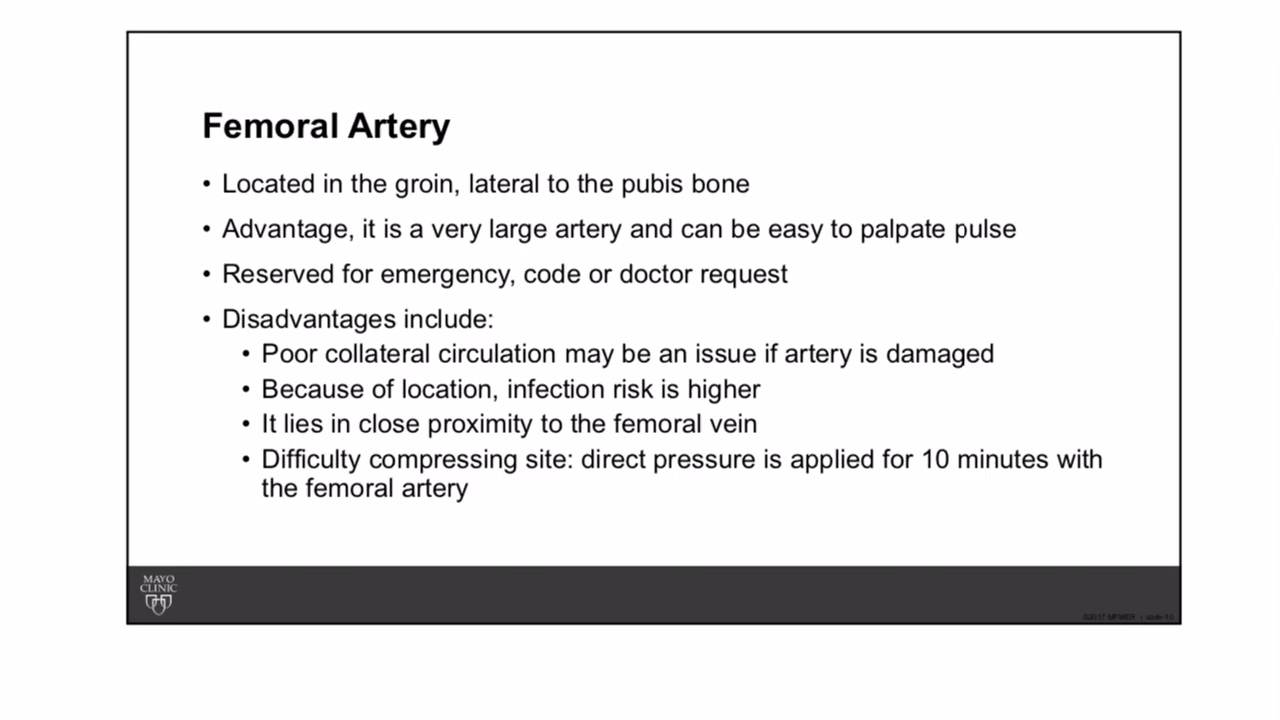 Femoral Artery
• Located in the groin, lateral to the pubis bone
• Advantage, it is a very large artery and can be easy to palpate pulse
• Reserved for emergency, code or doctor request
• Disadvantages include:
• Poor collateral circulation may be an issue if artery is damaged
• Because of location, infection risk is higher
• It lies in close proximity to the femoral vein
• Difficulty compressing site: direct pressure is applied for 10 minutes with
the femoral artery
MAYO
CLINIC
©2017 MFMER | slide-10